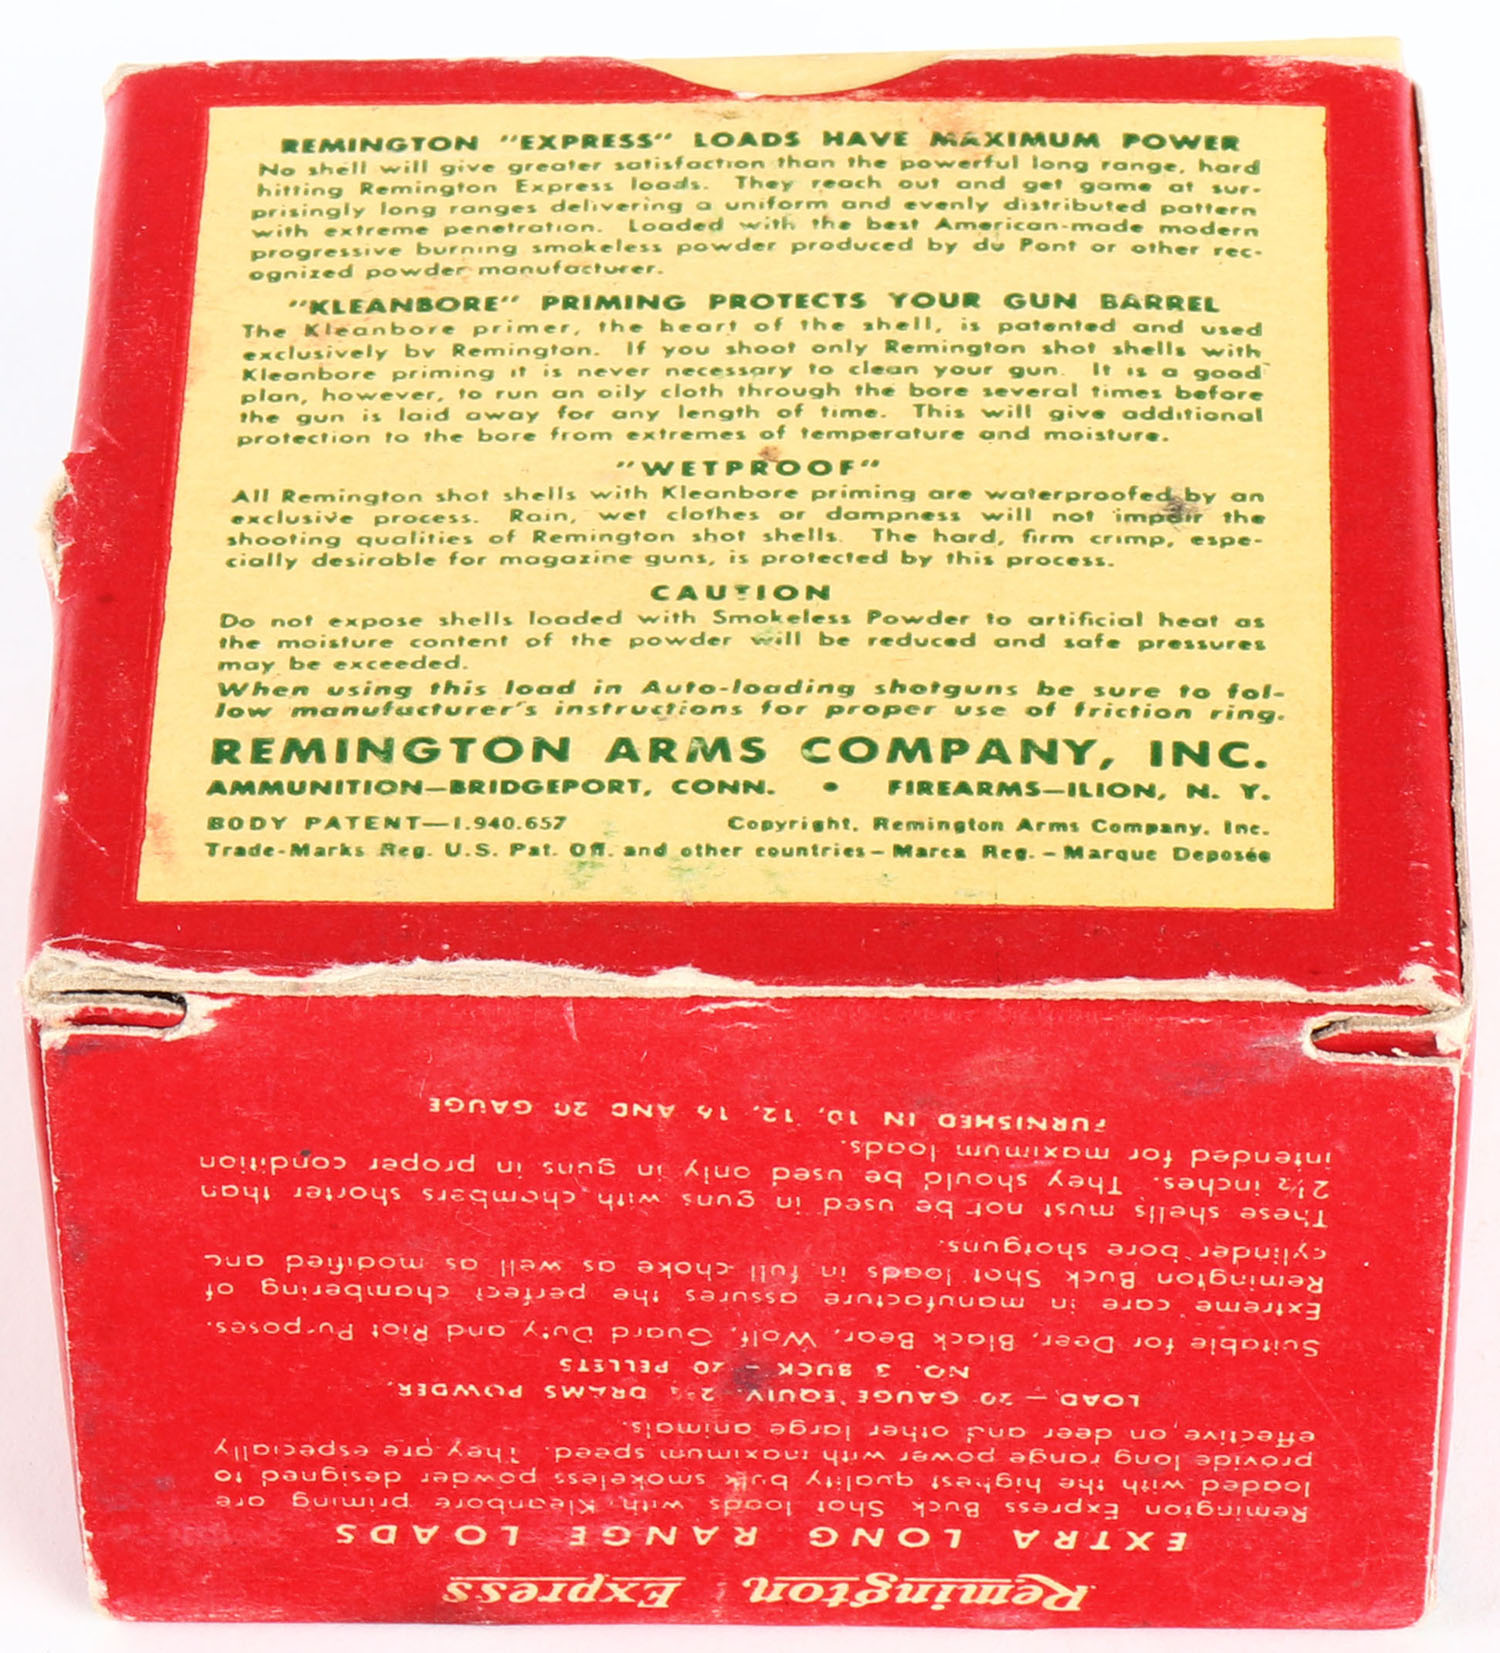 REMINGTON "EXPRESS" LOADS HAVE MAXIMUM POWER
No shell will give greater satisfaction than the powerful long range, hard
hitting Remington Express loads. They reach out and get game at sur-
prisingly long ranges delivering a uniform and evenly distributed pattern
with extreme penetration. Loaded with the best American-made modern
progressive burning smokeless powder produced by du Pont or other rec-
ognized powder manufacturer.
"KLEANBORE" PRIMING PROTECTS YOUR GUN BARREL
The Kleanbore primer, the heart of the shell, is patented and used
exclusively by Remington. If you shoot only Remington shot shells with
Kleanbore priming it is never necessary to clean your gun. It is a good
plan, however, to run an oily cloth through the bore several times before
the gun is laid away for any length of time. This will give additional
protection to the bore from extremes of temperature and moisture.
"WETPROOF"
All Remington shot shells with Kleanbore priming are waterproofed by an
exclusive process. Rain, wet clothes or dampness will not impair the
shooting qualities of Remington shot shells. The hard, firm crimp, espe-
cially desirable for magazine guns, is protected by this process.
CAUTION
Do not expose shells loaded with Smokeless Powder to artificial heat as
the moisture content of the powder will be reduced and safe pressures
may be exceeded.
When using this load in Auto-loading shotguns be sure to fol-
low manufacturer's instructions for proper use of friction ring.
REMINGTON ARMS COMPANY, INC.
AMMUNITION—BRIDGEPORT, CONN. • FIREARMS—ILION, N. Y.
BODY PATENT—1.940.657 Copyright, Remington Arms Company, Inc.
Trade-Marks Reg. U.S. Pat. Off. and other countries – Marca Reg. – Marque Deposée
Remington Express
EXTRA LONG RANGE LOADS
Remington Express Buck Shot loads with Kleanbore priming are
loaded with the highest quality bulk smokeless powder designed to
provide long range power with maximum speed. They are especially
effective on deer and other large animals.
LOAD — 20 GAUGE EQUIV. 2¾ DRAMS POWDER,
NO. 3 BUCK — 20 PELLETS
Suitable for Deer, Black Bear, Wolf, Guard Duty and Riot Purposes.
Extreme care in manufacture assures the perfect chambering of
Remington Buck Shot loads in full choke as well as modified and
cylinder bore shotguns.
These shells must not be used in guns with chambers shorter than
2½ inches. They should be used only in guns in proper condition
intended for maximum loads.
FURNISHED IN 10, 12, 16 AND 20 GAUGE